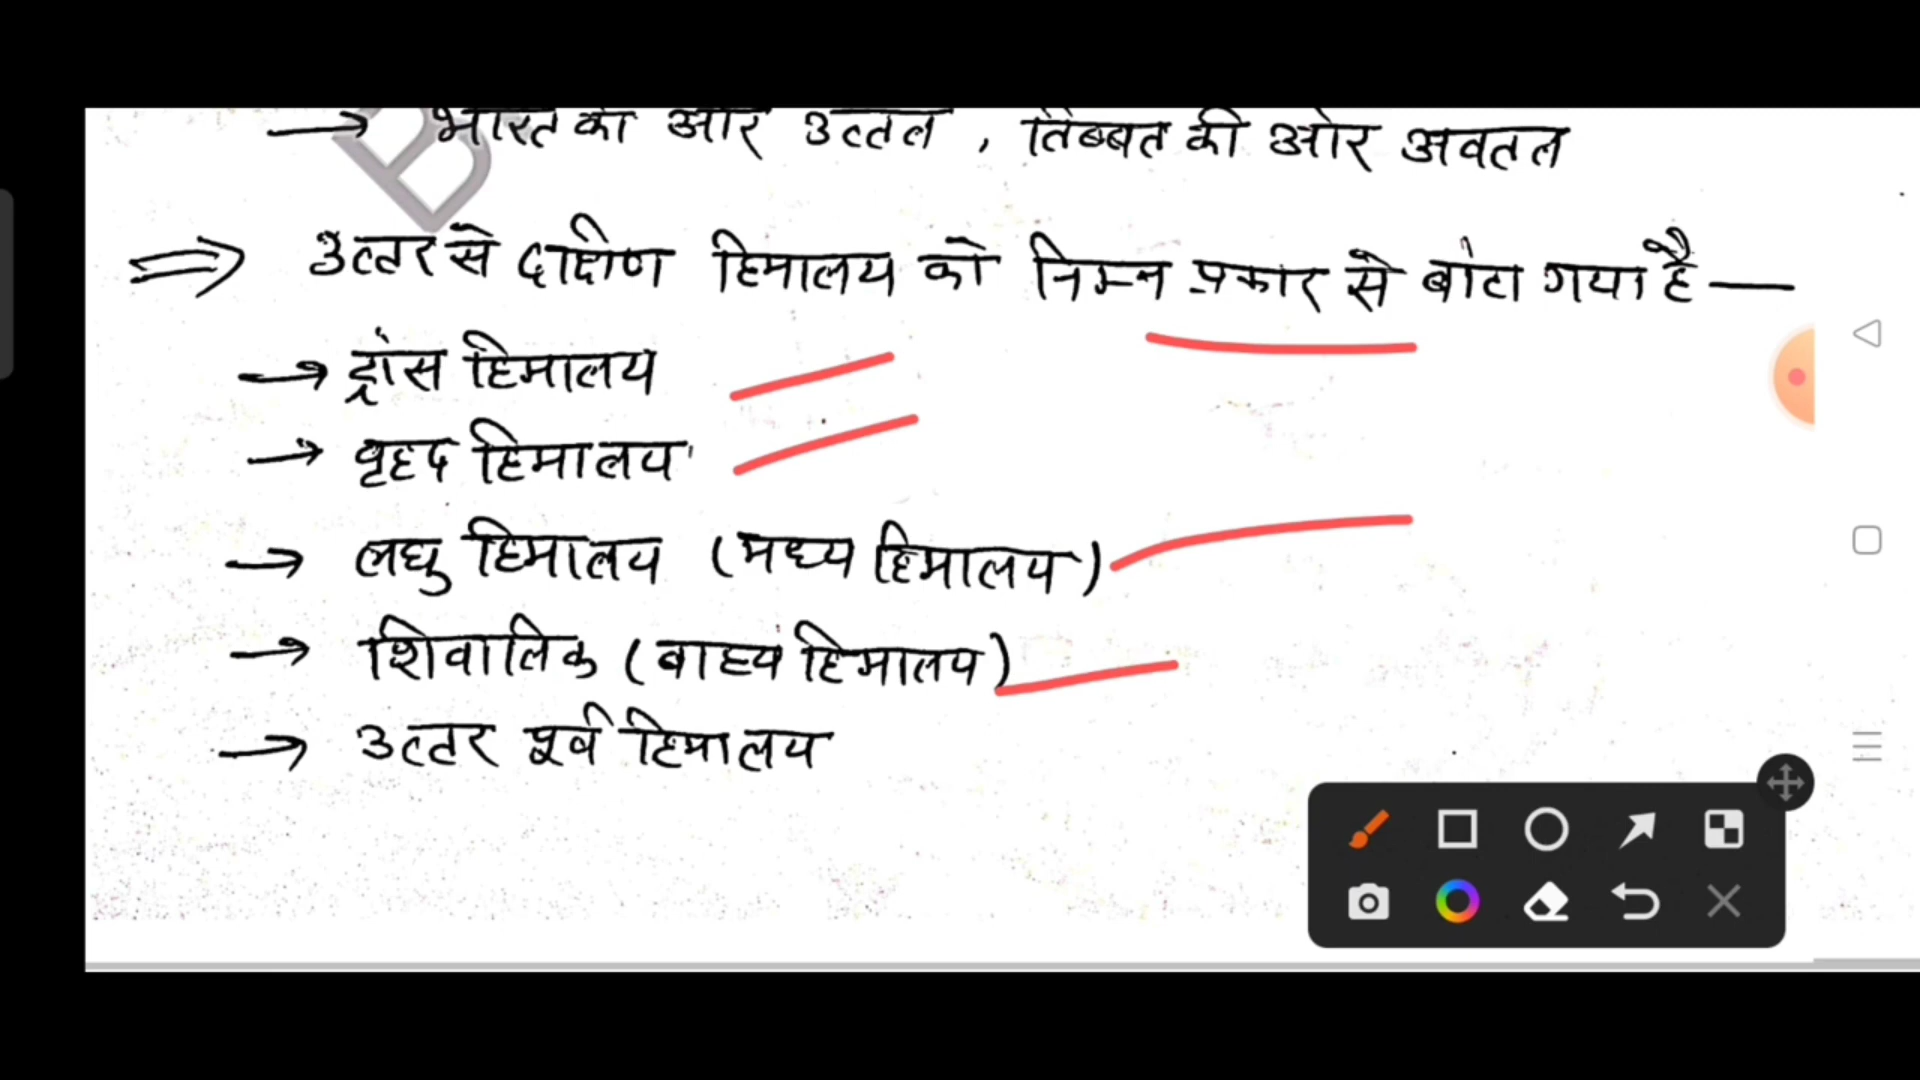 → भारत की ओर उत्तल , तिब्बत की ओर अवतल
⇒ उत्तर से दक्षिण हिमालय को निम्न प्रकार से बांटा गया है —
→ ट्रांस हिमालय
→ वृहद हिमालय
→ लघु हिमालय (मध्य हिमालय)
→ शिवालिक (बाह्य हिमालय)
→ उत्तर पूर्व हिमालय